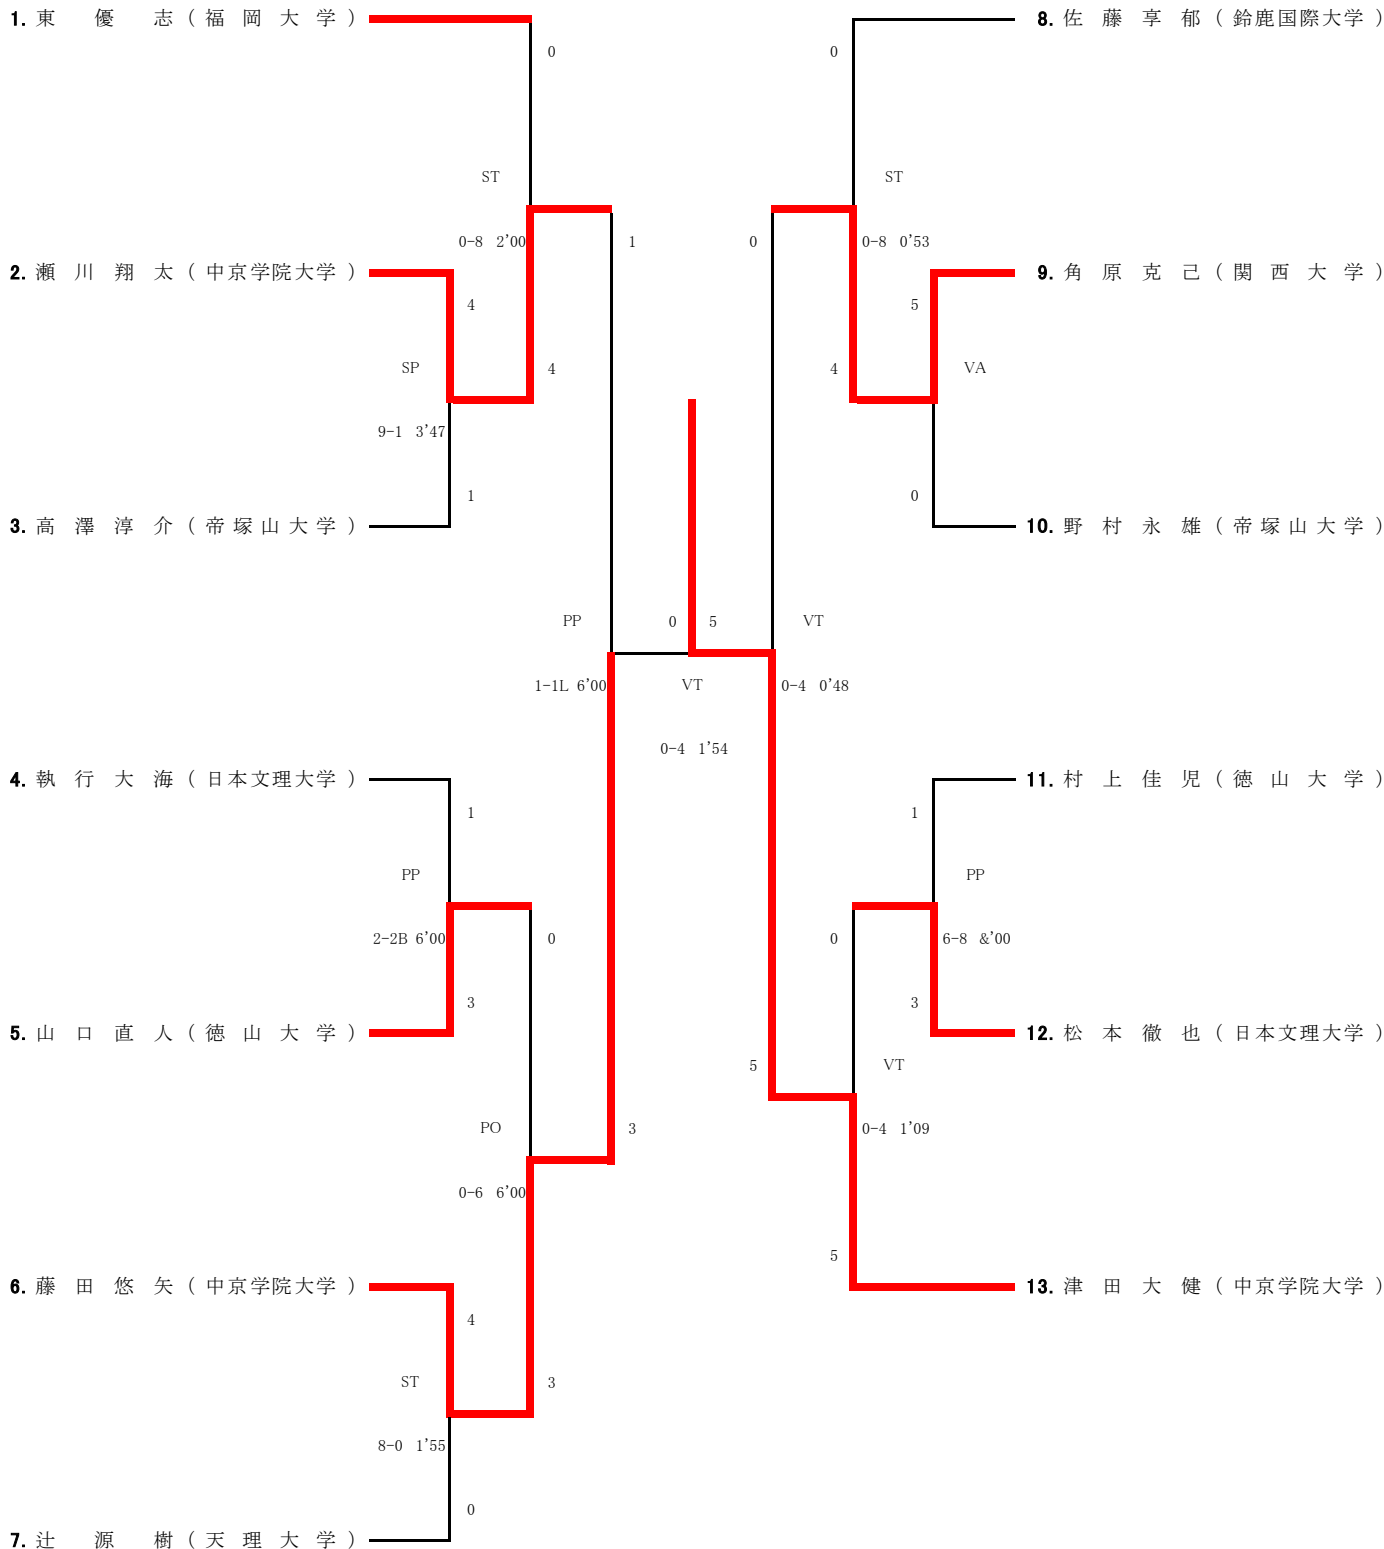 1. 東 優 志 ( 福 岡 大 学 )
0
ST
0-8 2'00
2. 瀬 川 翔 太 ( 中京学院大学 )
4
SP
4
9-1 3'47
1
3. 高 澤 淳 介 ( 帝 塚 山 大 学 )
1
PP
1-1L 6'00
4. 執 行 大 海 ( 日本文理大学 )
1
PP
2-2B 6'00
0
3
5. 山 口 直 人 ( 徳 山 大 学 )
PO
3
0-6 6'00
6. 藤 田 悠 矢 ( 中京学院大学 )
4
ST
3
8-0 1'55
0
7. 辻 源 樹 ( 天 理 大 学 )
0 5
VT
0-4 1'54
8. 佐 藤 享 郁 ( 鈴鹿国際大学 )
0
ST
0
0-8 0'53
9. 角 原 克 己 ( 関 西 大 学 )
5
4
VA
0
10. 野 村 永 雄 ( 帝 塚 山 大 学 )
VT
0-4 0'48
11. 村 上 佳 児 ( 徳 山 大 学 )
1
PP
0
6-8 &'00
3
12. 松 本 徹 也 ( 日本文理大学 )
5
VT
0-4 1'09
5
13. 津 田 大 健 ( 中京学院大学 )